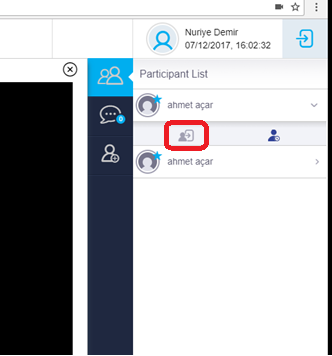 Nuriye Demir
07/12/2017, 16:02:32
Participant List
ahmet açar
0
ahmet açar